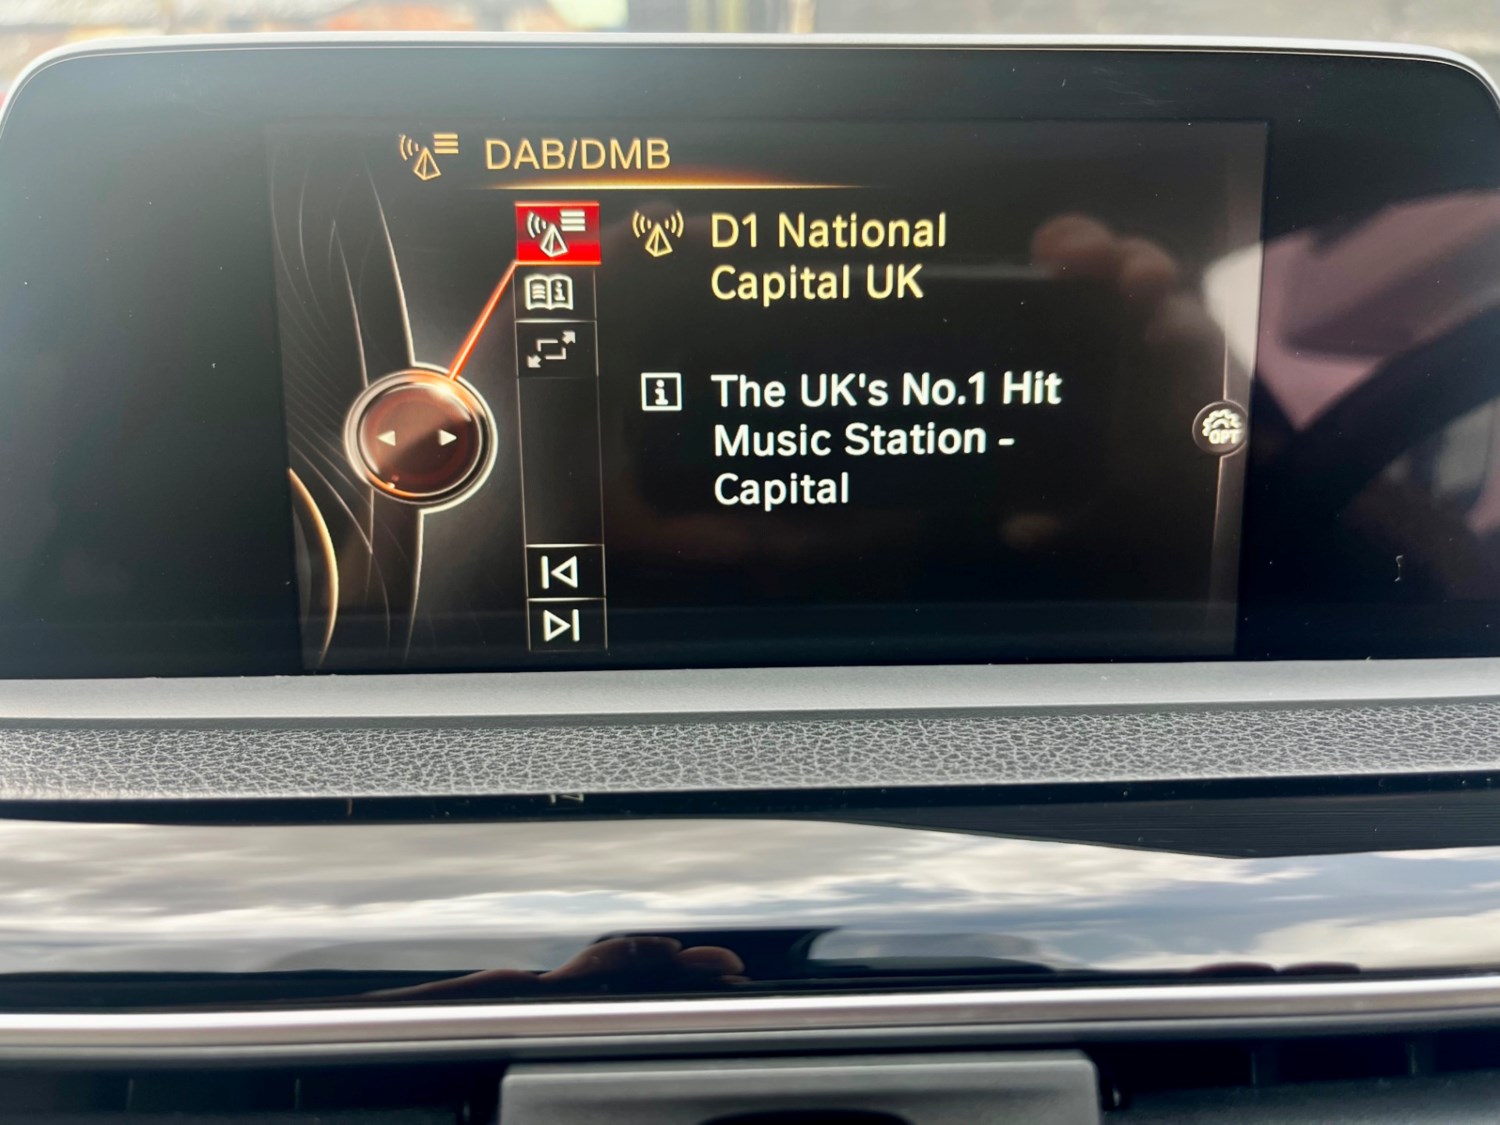 DAB/DMB
D1 National
Capital UK
The UK's No.1 Hit
Music Station -
Capital
OPT